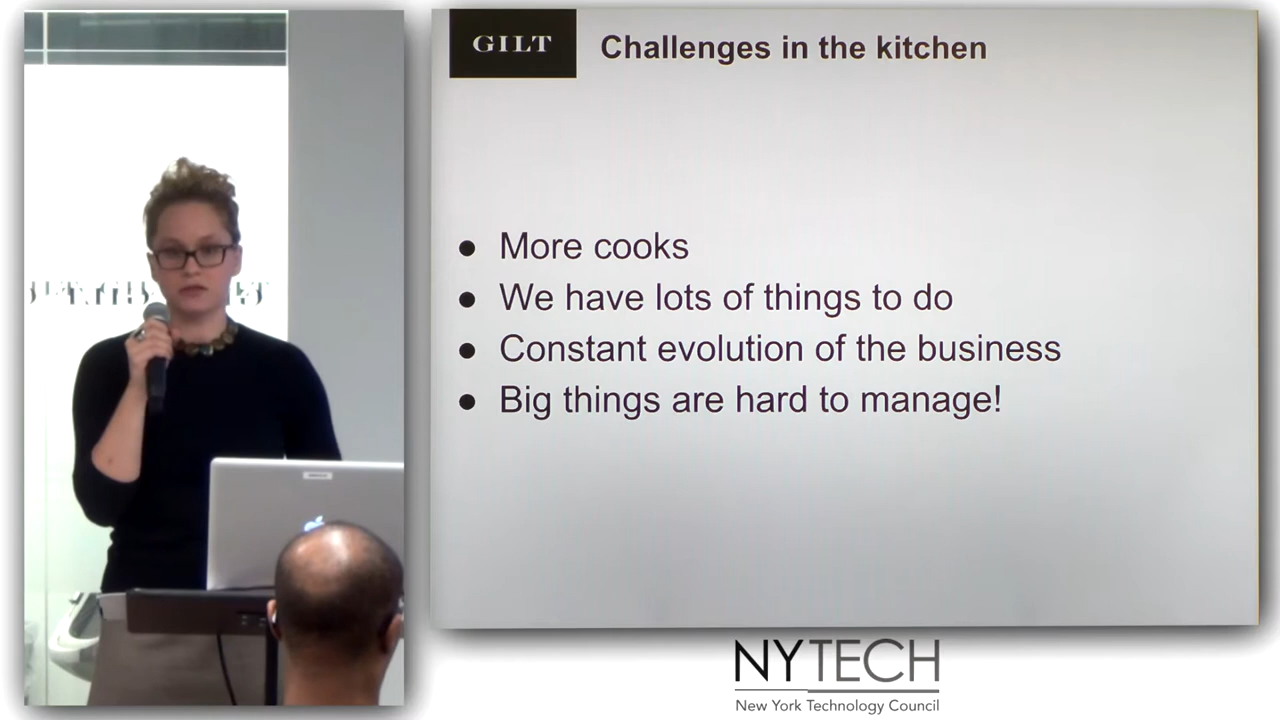 GILT
Challenges in the kitchen
● More cooks
● We have lots of things to do
● Constant evolution of the business
● Big things are hard to manage!
NYTECH
New York Technology Council